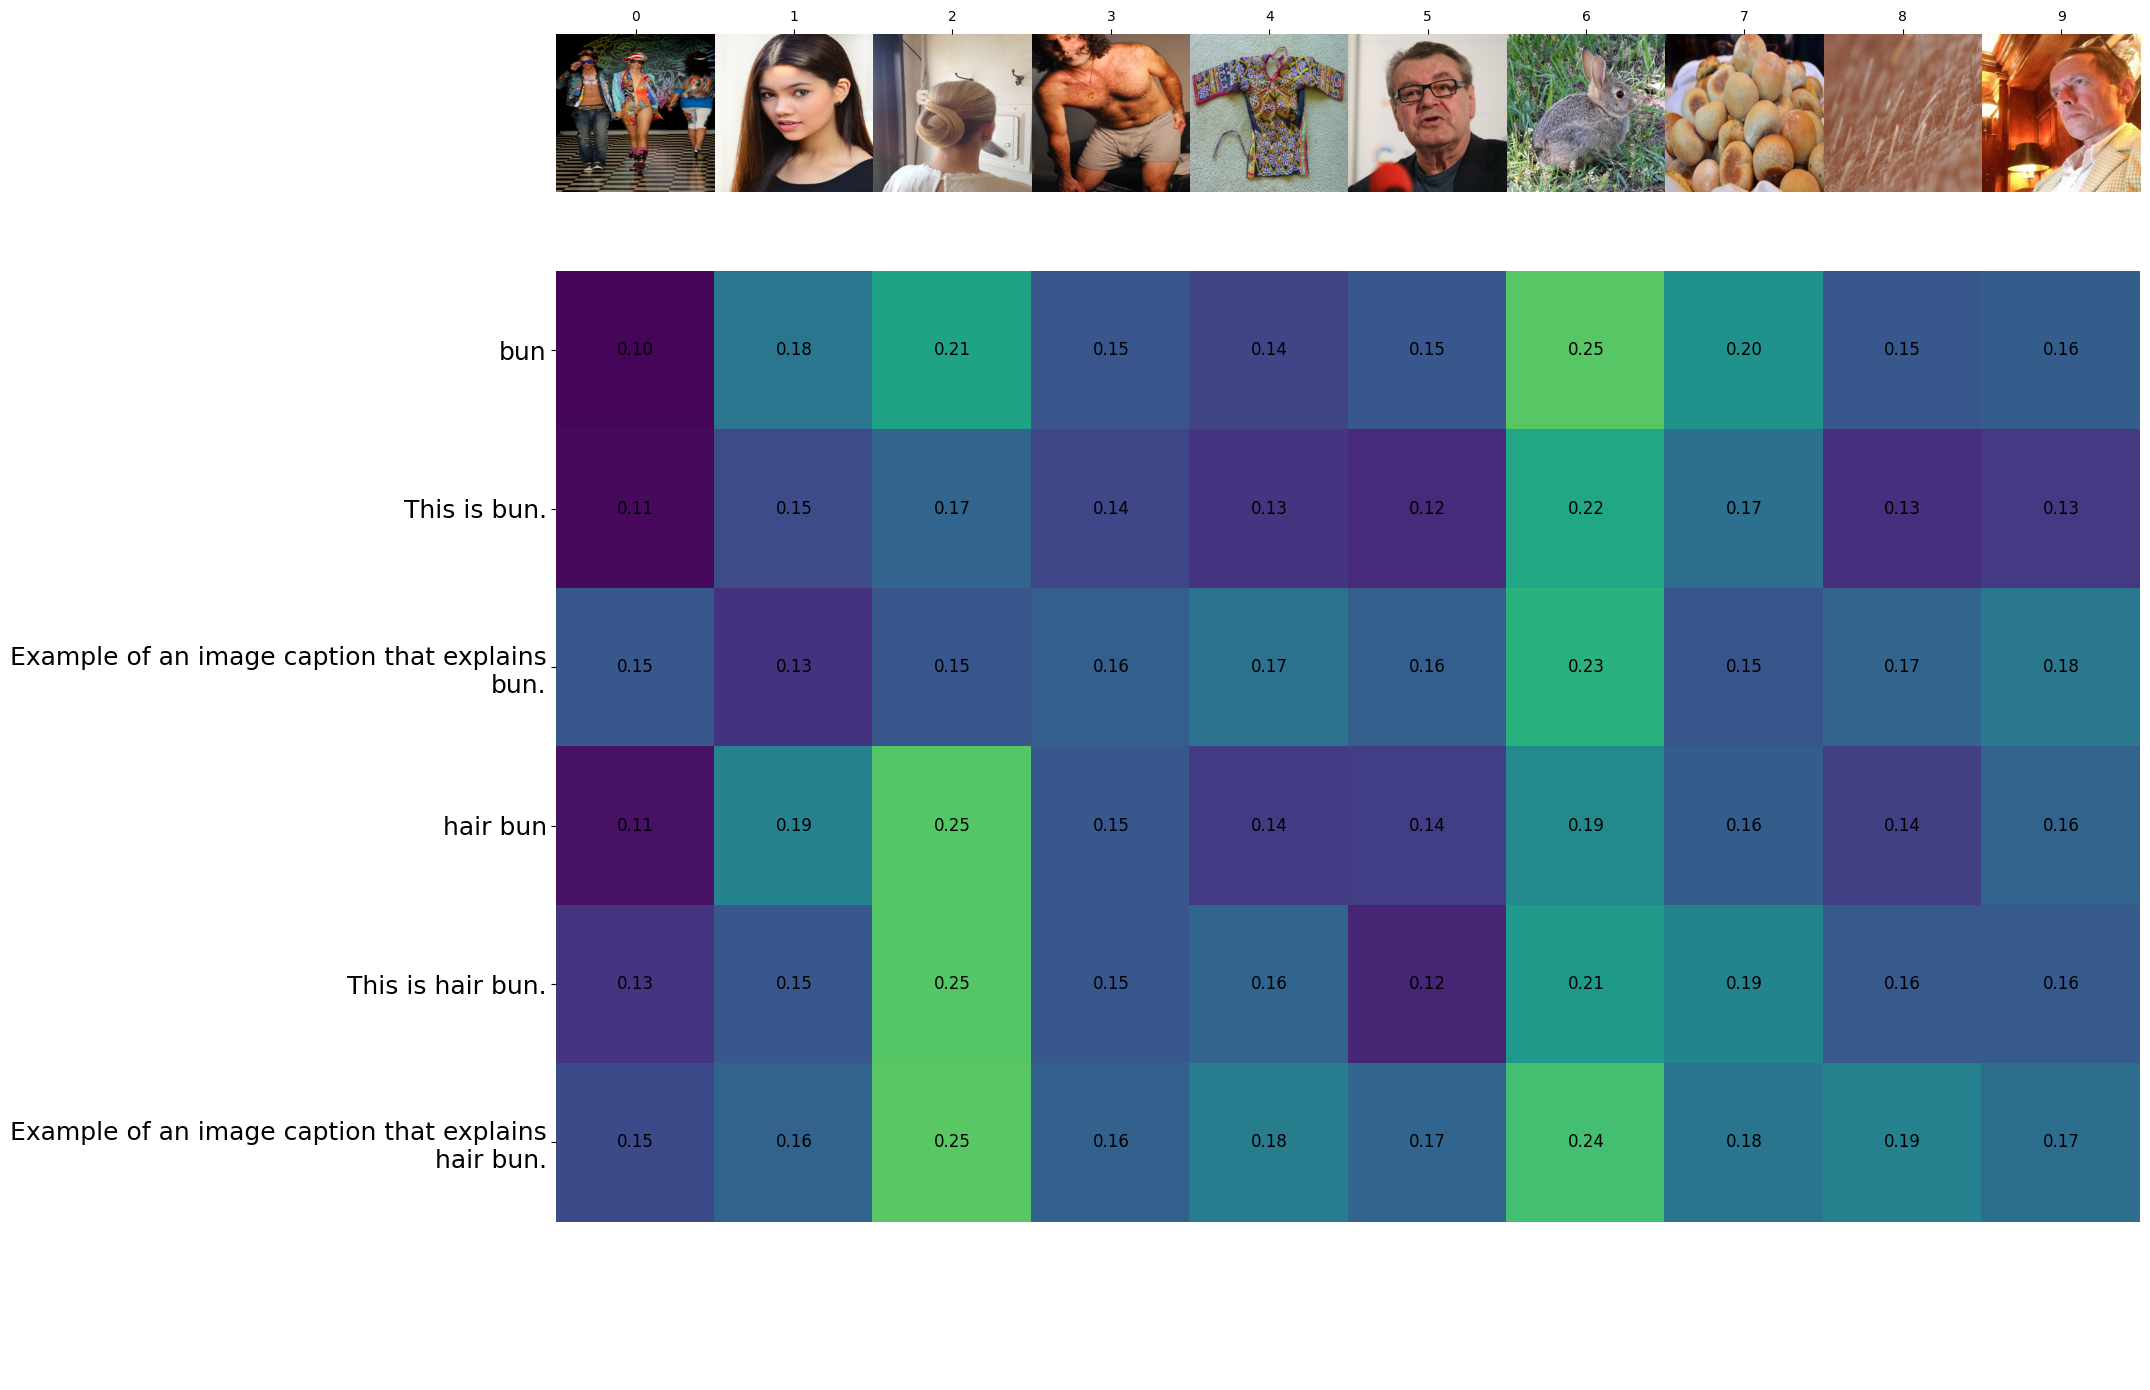 0 1 2 3 4 5 6 7 8 9
bun 0.10 0.18 0.21 0.15 0.14 0.15 0.25 0.20 0.15 0.16
This is bun. 0.11 0.15 0.17 0.14 0.13 0.12 0.22 0.17 0.13 0.13
Example of an image caption that explains
bun. 0.15 0.13 0.15 0.16 0.17 0.16 0.23 0.15 0.17 0.18
hair bun 0.11 0.19 0.25 0.15 0.14 0.14 0.19 0.16 0.14 0.16
This is hair bun. 0.13 0.15 0.25 0.15 0.16 0.12 0.21 0.19 0.16 0.16
Example of an image caption that explains
hair bun. 0.15 0.16 0.25 0.16 0.18 0.17 0.24 0.18 0.19 0.17